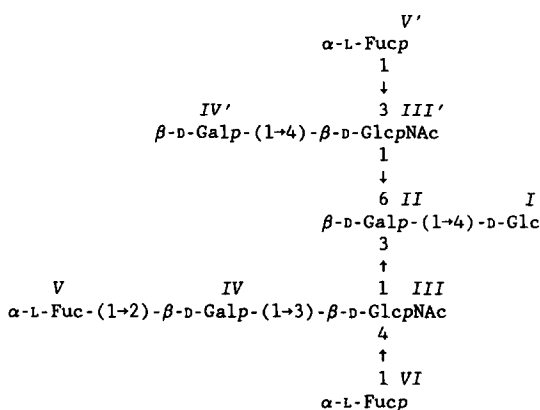 V'
α-L-Fucp
1
↓
IV' 3 III'
β-D-Galp-(1→4)-β-D-GlcpNAc
1
↓
6 II I
β-D-Galp-(1→4)-D-Glc
3
↑
V IV 1 III
α-L-Fuc-(1→2)-β-D-Galp-(1→3)-β-D-GlcpNAc
4
↑
1 VI
α-L-Fucp